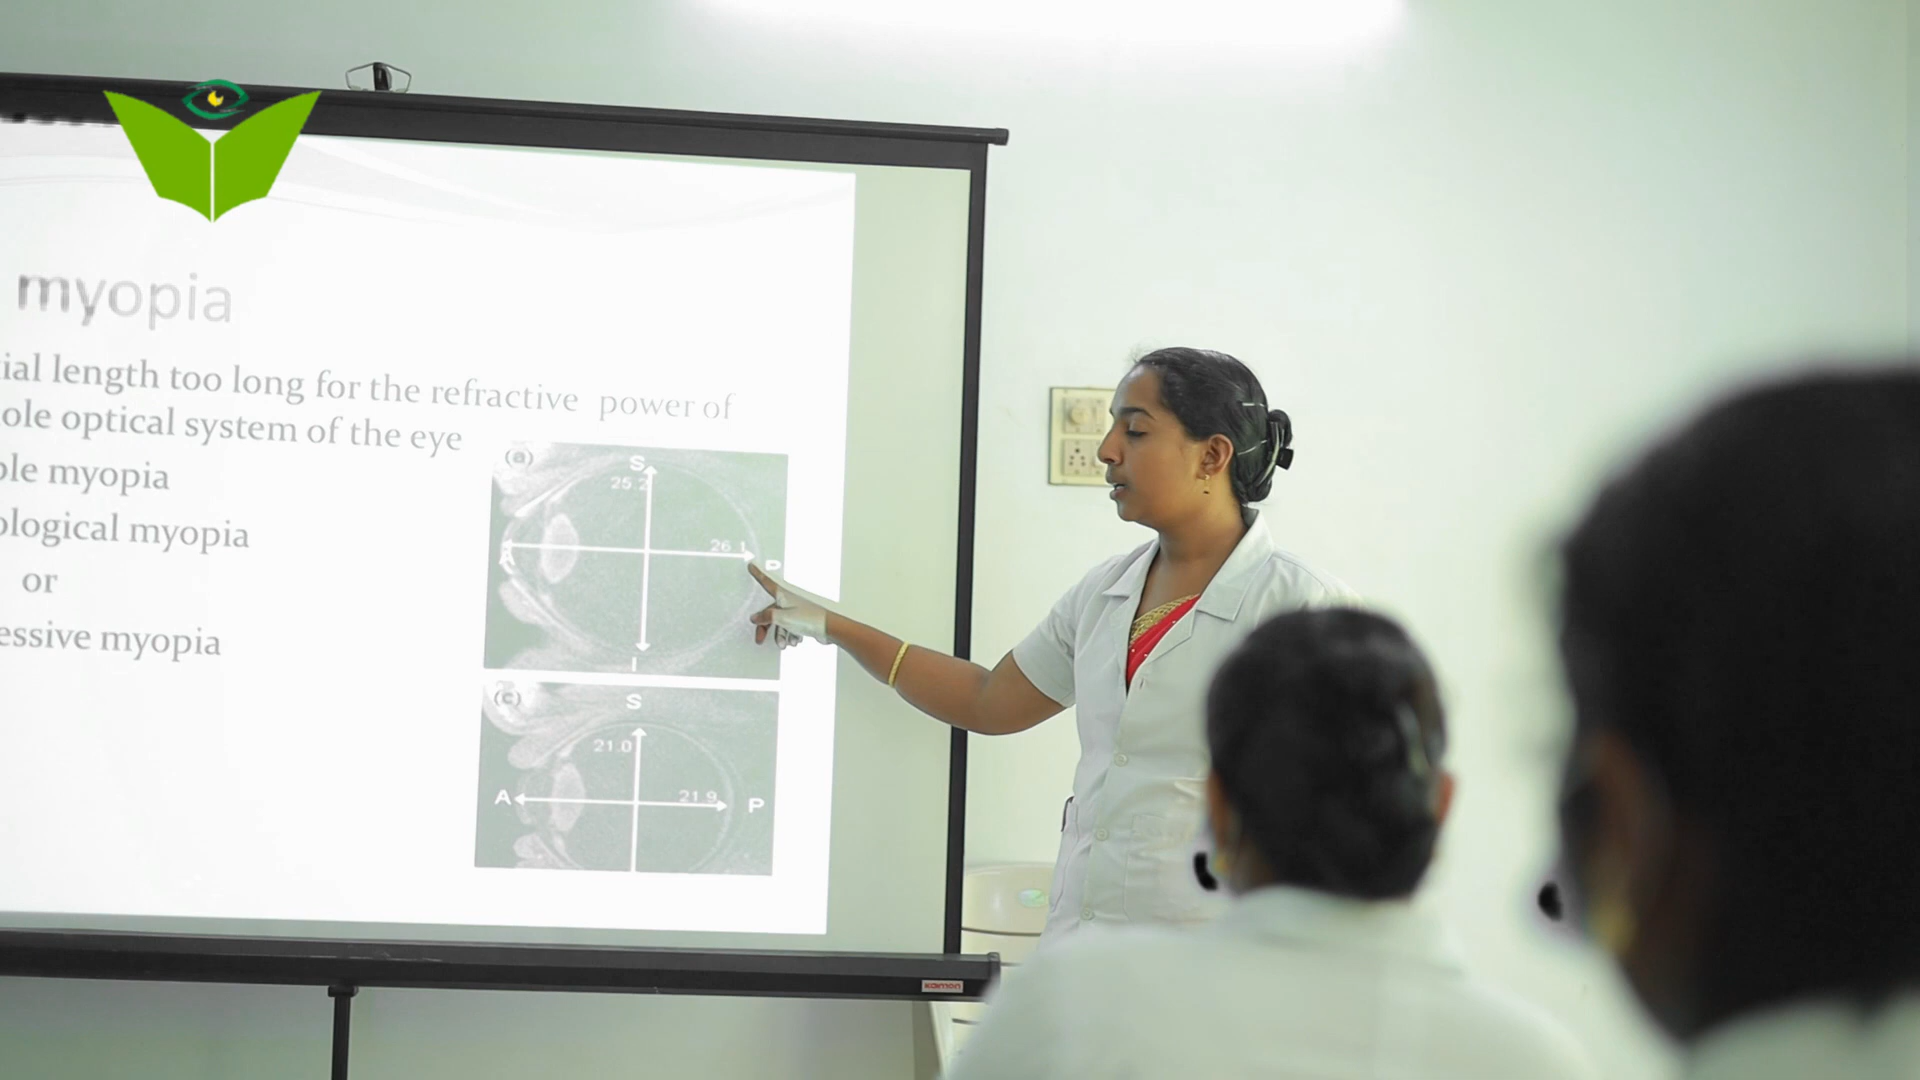 myopia
ial length too long for the refractive power of
ole optical system of the eye
ple myopia
ological myopia
or
essive myopia
(a)
S
25.2
26.1
A
P
I
(c)
S
21.0
A
21.9
P